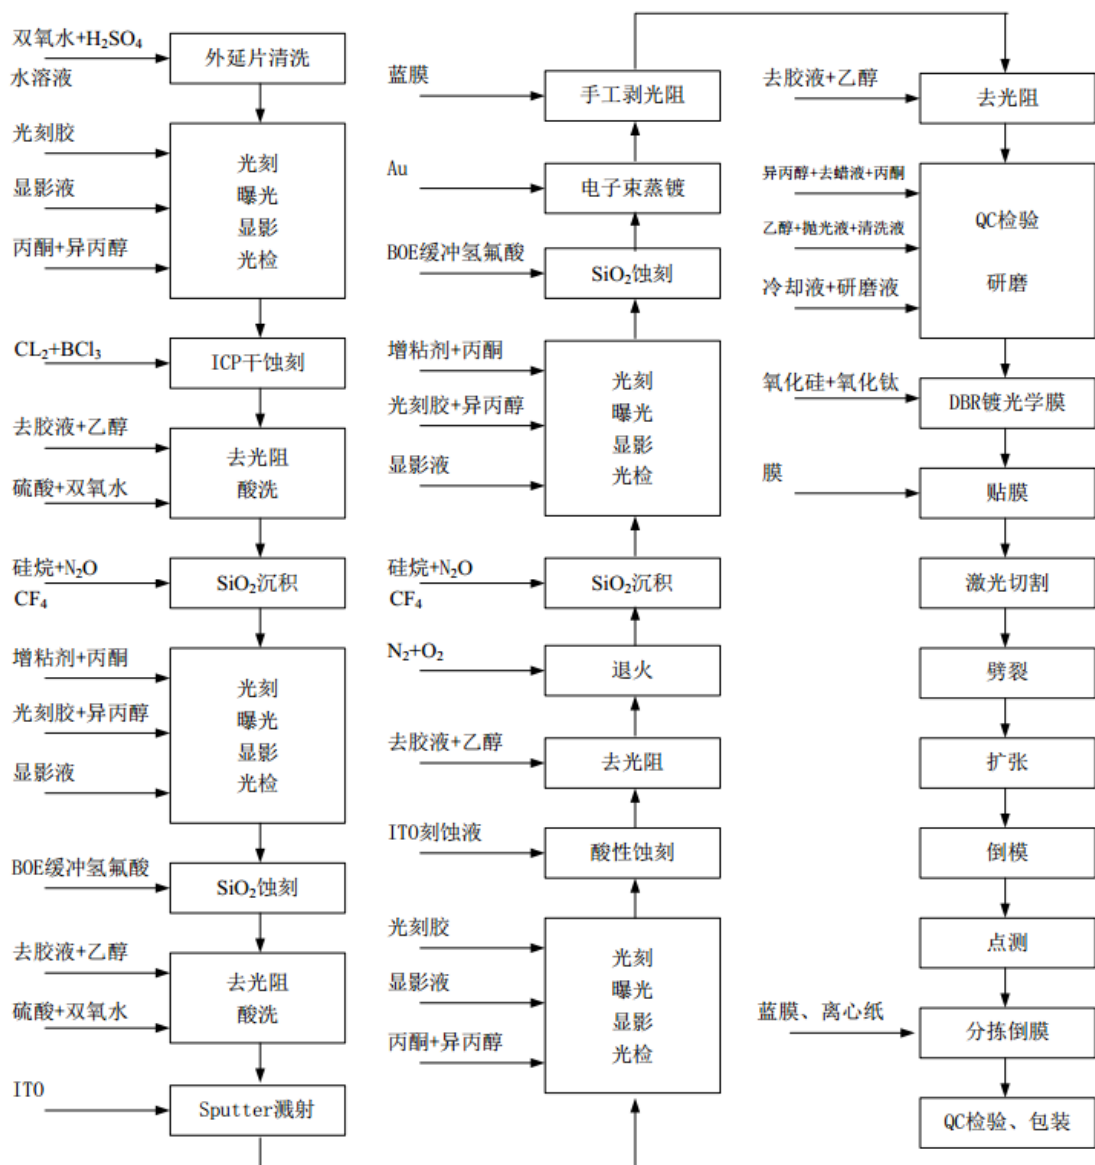 双氧水+H₂SO₄
水溶液
外延片清洗
光刻胶
显影液
丙酮+异丙醇
光刻
曝光
显影
光检
CL₂+BCl₃
ICP干蚀刻
去胶液+乙醇
硫酸+双氧水
去光阻
酸洗
硅烷+N₂O
CF₄
SiO₂沉积
增粘剂+丙酮
光刻胶+异丙醇
显影液
光刻
曝光
显影
光检
BOE缓冲氢氟酸
SiO₂蚀刻
去胶液+乙醇
硫酸+双氧水
去光阻
酸洗
ITO
Sputter溅射
光刻胶
显影液
丙酮+异丙醇
光刻
曝光
显影
光检
ITO刻蚀液
酸性蚀刻
去胶液+乙醇
去光阻
N₂+O₂
退火
硅烷+N₂O
CF₄
SiO₂沉积
增粘剂+丙酮
光刻胶+异丙醇
显影液
光刻
曝光
显影
光检
BOE缓冲氢氟酸
SiO₂蚀刻
Au
电子束蒸镀
蓝膜
手工剥光阻
去胶液+乙醇
去光阻
异丙醇+去蜡液+丙酮
乙醇+抛光液+清洗液
冷却液+研磨液
QC检验
研磨
氧化硅+氧化钛
DBR镀光学膜
膜
贴膜
激光切割
劈裂
扩张
倒模
点测
蓝膜、离心纸
分拣倒膜
QC检验、包装